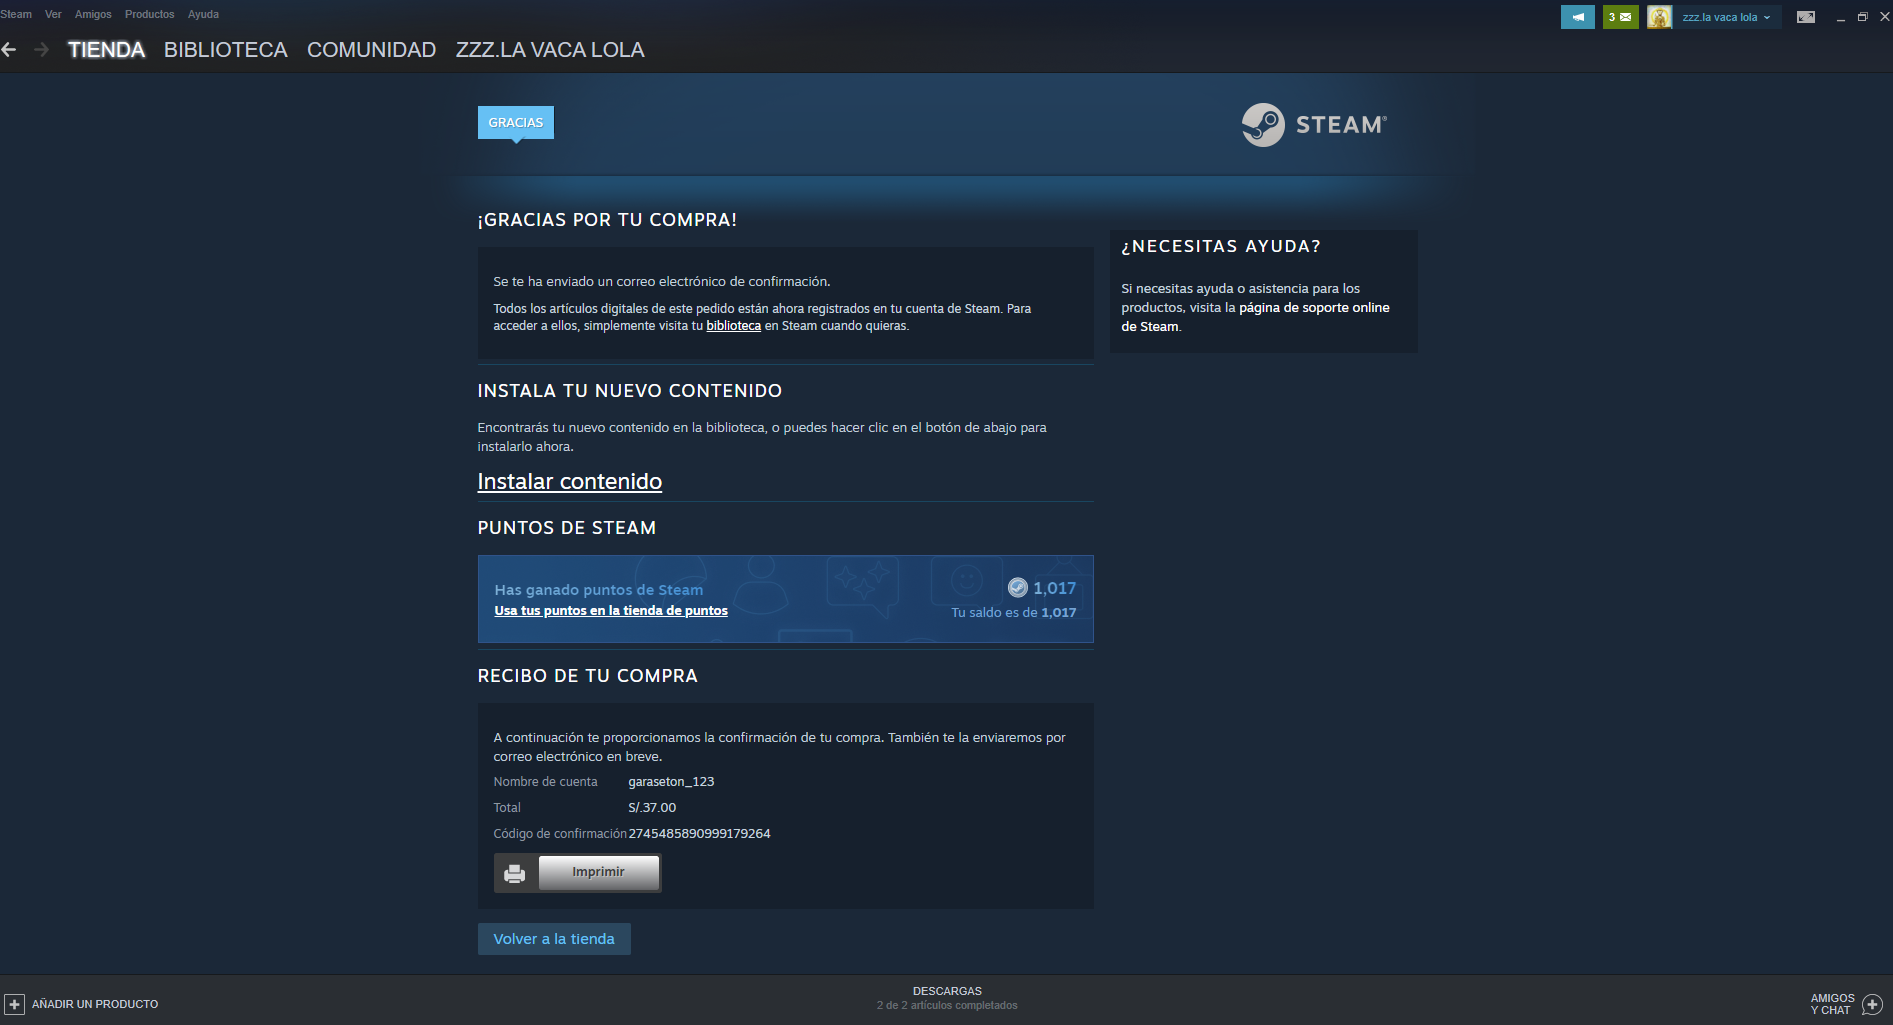 Steam Ver Amigos Productos Ayuda
3 zzz.la vaca lola
TIENDA BIBLIOTECA COMUNIDAD ZZZ.LA VACA LOLA
GRACIAS
STEAM®
¡GRACIAS POR TU COMPRA!
Se te ha enviado un correo electrónico de confirmación.
Todos los artículos digitales de este pedido están ahora registrados en tu cuenta de Steam. Para
acceder a ellos, simplemente visita tu biblioteca en Steam cuando quieras.
¿NECESITAS AYUDA?
Si necesitas ayuda o asistencia para los
productos, visita la página de soporte online
de Steam.
INSTALA TU NUEVO CONTENIDO
Encontrarás tu nuevo contenido en la biblioteca, o puedes hacer clic en el botón de abajo para
instalarlo ahora.
Instalar contenido
PUNTOS DE STEAM
Has ganado puntos de Steam
Usa tus puntos en la tienda de puntos
1,017
Tu saldo es de 1,017
RECIBO DE TU COMPRA
A continuación te proporcionamos la confirmación de tu compra. También te la enviaremos por
correo electrónico en breve.
Nombre de cuenta garaseton_123
Total S/.37.00
Código de confirmación 2745485890999179264
Imprimir
Volver a la tienda
AÑADIR UN PRODUCTO
DESCARGAS
2 de 2 artículos completados
AMIGOS
Y CHAT